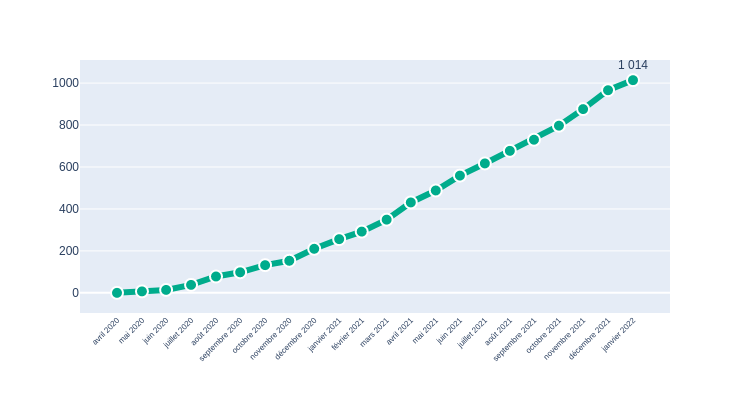 1 014
1000
800
600
400
200
0
avril 2020
mai 2020
juin 2020
juillet 2020
août 2020
septembre 2020
octobre 2020
novembre 2020
décembre 2020
janvier 2021
février 2021
mars 2021
avril 2021
mai 2021
juin 2021
juillet 2021
août 2021
septembre 2021
octobre 2021
novembre 2021
décembre 2021
janvier 2022